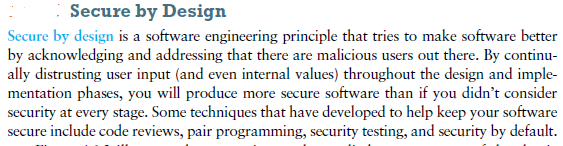 Secure by Design
Secure by design is a software engineering principle that tries to make software better
by acknowledging and addressing that there are malicious users out there. By continu-
ally distrusting user input (and even internal values) throughout the design and imple-
mentation phases, you will produce more secure software than if you didn't consider
security at every stage. Some techniques that have developed to help keep your software
secure include code reviews, pair programming, security testing, and security by default.